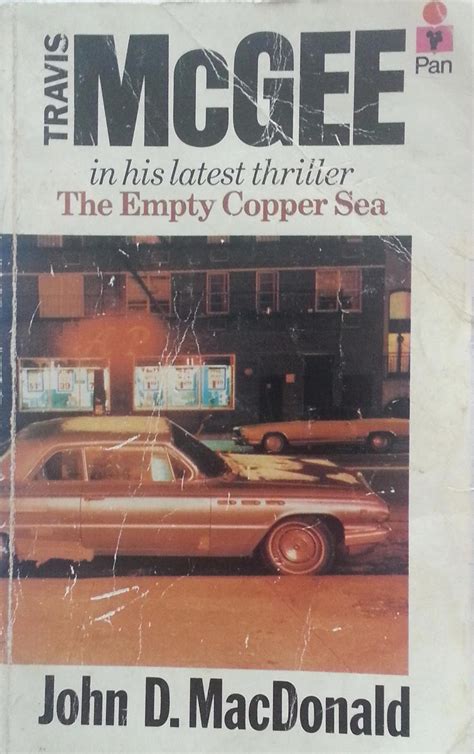 TRAVIS
McGEE
Pan
in his latest thriller
The Empty Copper Sea
A&P
John D. MacDonald